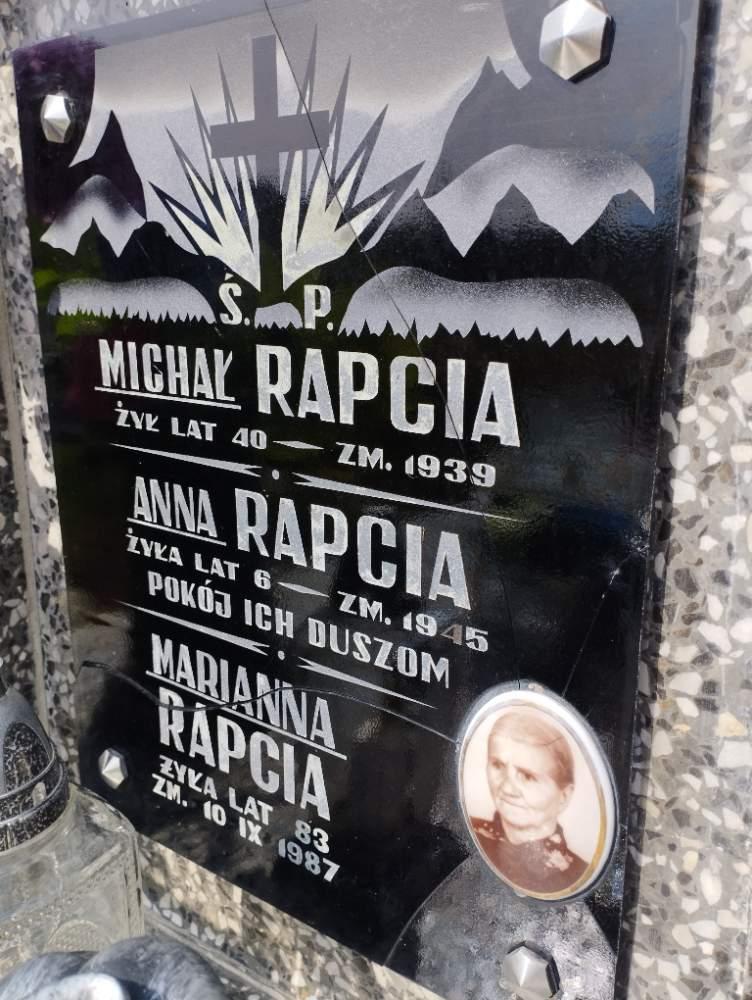 Ś. P.
MICHAŁ RAPCIA
ŻYŁ LAT 40 — ZM. 1939
ANNA RAPCIA
ŻYŁA LAT 6 — ZM. 1945
POKÓJ ICH DUSZOM
MARIANNA
RAPCIA
ŻYŁA LAT 83
ZM. 10 IX 1987